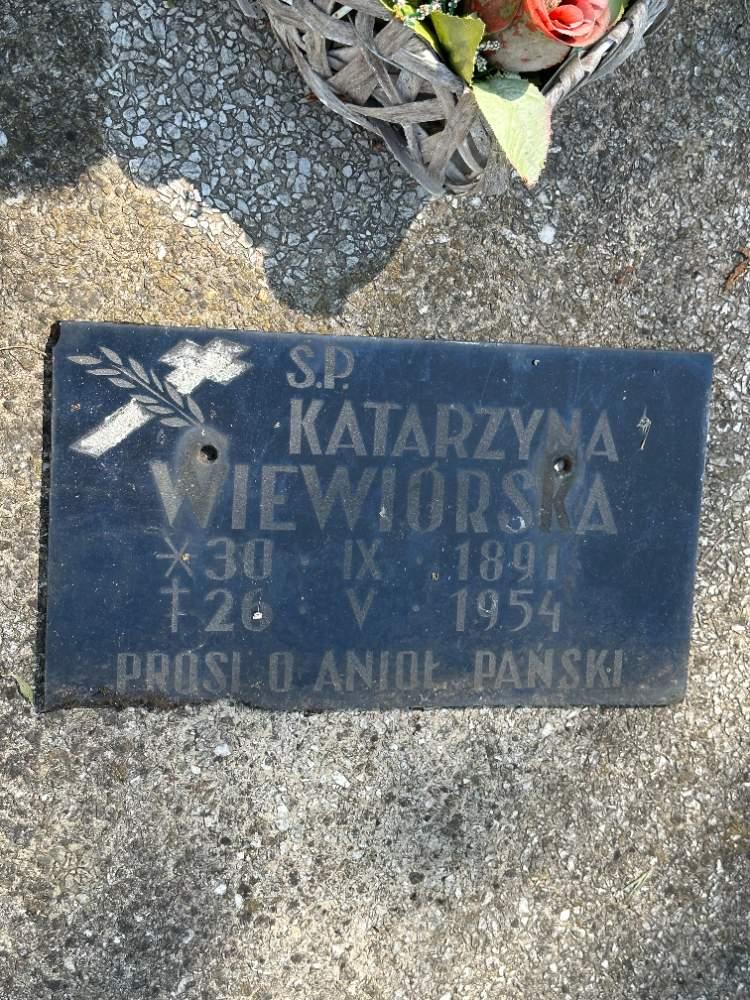 Ś.P.
KATARZYNA
WIEWIÓRSKA
* 30 · IX · 1891
† 26 · V · 1954
PROSI O ANIOŁ PAŃSKI